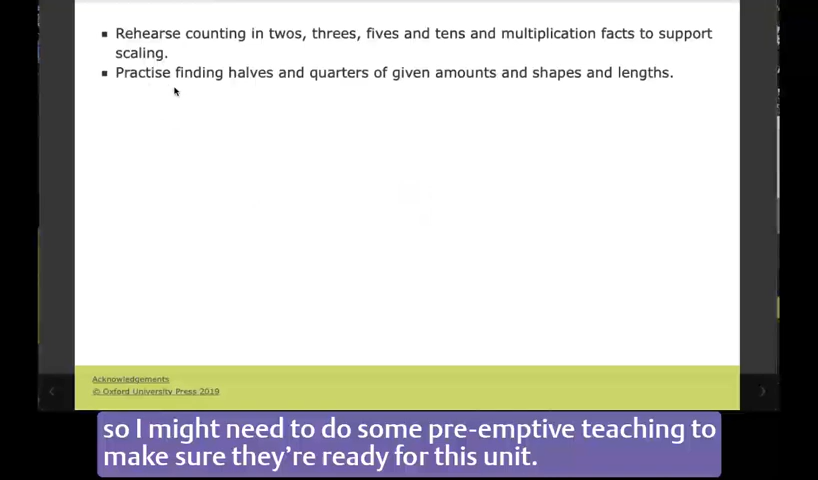 ▪ Rehearse counting in twos, threes, fives and tens and multiplication facts to support
scaling.
▪ Practise finding halves and quarters of given amounts and shapes and lengths.
Acknowledgements
© Oxford University Press 2019
so I might need to do some pre-emptive teaching to
make sure they're ready for this unit.